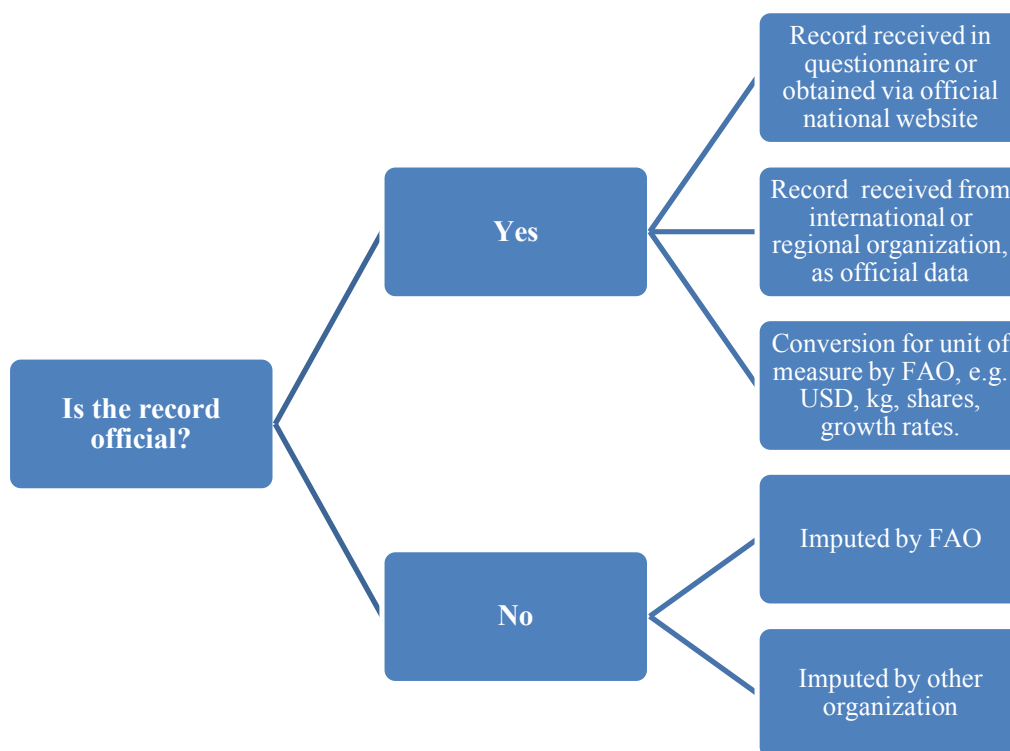 Is the record
official?
Yes
Record received in
questionnaire or
obtained via official
national website
Record received from
international or
regional organization,
as official data
Conversion for unit of
measure by FAO, e.g.
USD, kg, shares,
growth rates.
No
Imputed by FAO
Imputed by other
organization